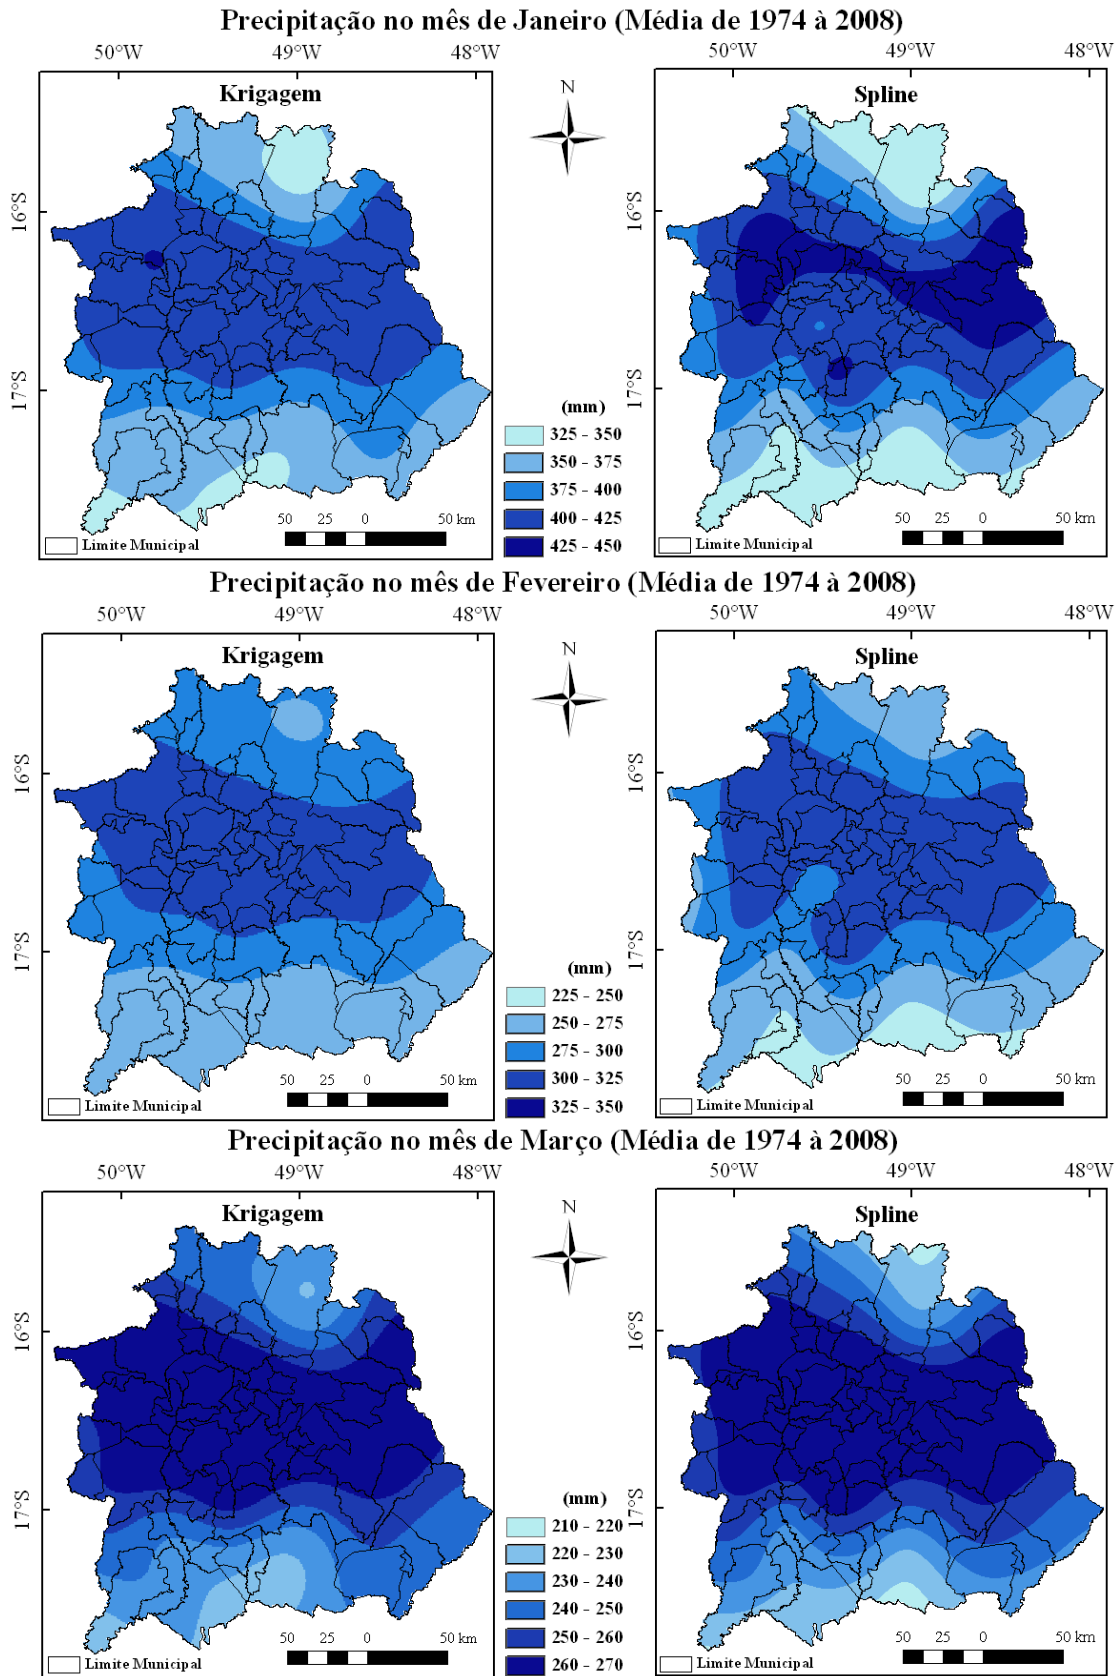 Precipitação no mês de Janeiro (Média de 1974 à 2008)
50°W 49°W 48°W 50°W 49°W 48°W
Krigagem N Spline
16°S 16°S
17°S 17°S
(mm)
325 - 350
350 - 375
375 - 400
400 - 425
425 - 450
50 25 0 50 km 50 25 0 50 km
Limite Municipal Limite Municipal
Precipitação no mês de Fevereiro (Média de 1974 à 2008)
50°W 49°W 48°W 50°W 49°W 48°W
Krigagem N Spline
16°S 16°S
17°S 17°S
(mm)
225 - 250
250 - 275
275 - 300
300 - 325
325 - 350
50 25 0 50 km 50 25 0 50 km
Limite Municipal Limite Municipal
Precipitação no mês de Março (Média de 1974 à 2008)
50°W 49°W 48°W 50°W 49°W 48°W
Krigagem N Spline
16°S 16°S
17°S 17°S
(mm)
210 - 220
220 - 230
230 - 240
240 - 250
250 - 260
260 - 270
50 25 0 50 km 50 25 0 50 km
Limite Municipal Limite Municipal